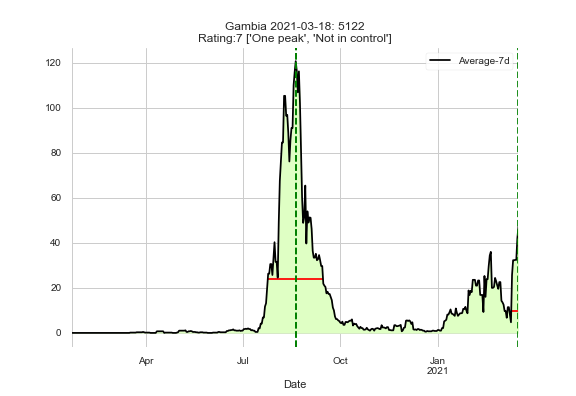 Gambia 2021-03-18: 5122
Rating:7 ['One peak', 'Not in control']
Average-7d
120
100
80
60
40
20
0
Apr
Jul
Oct
Jan
2021
Date